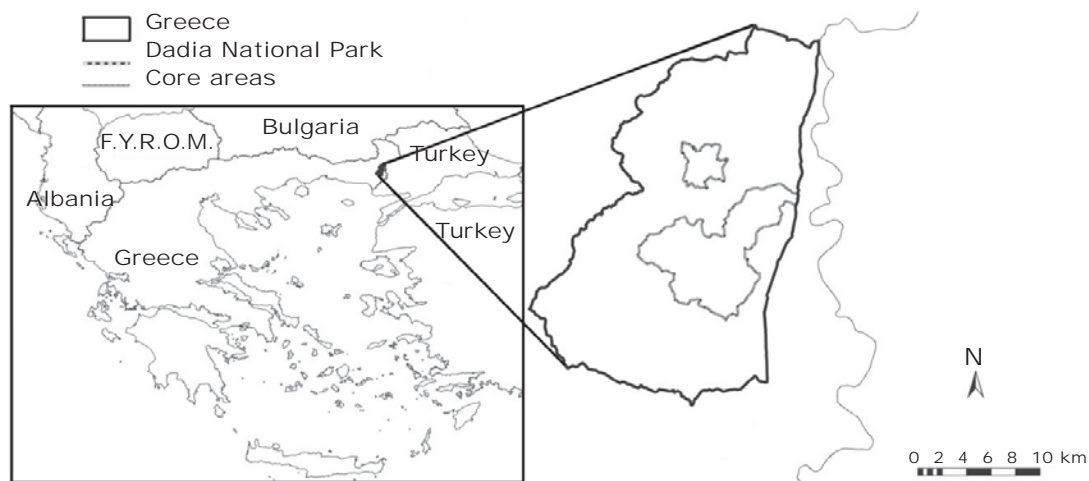 Greece
Dadia National Park
Core areas
F.Y.R.O.M.
Bulgaria
Turkey
Albania
Turkey
Greece
N
0 2 4 6 8 10 km